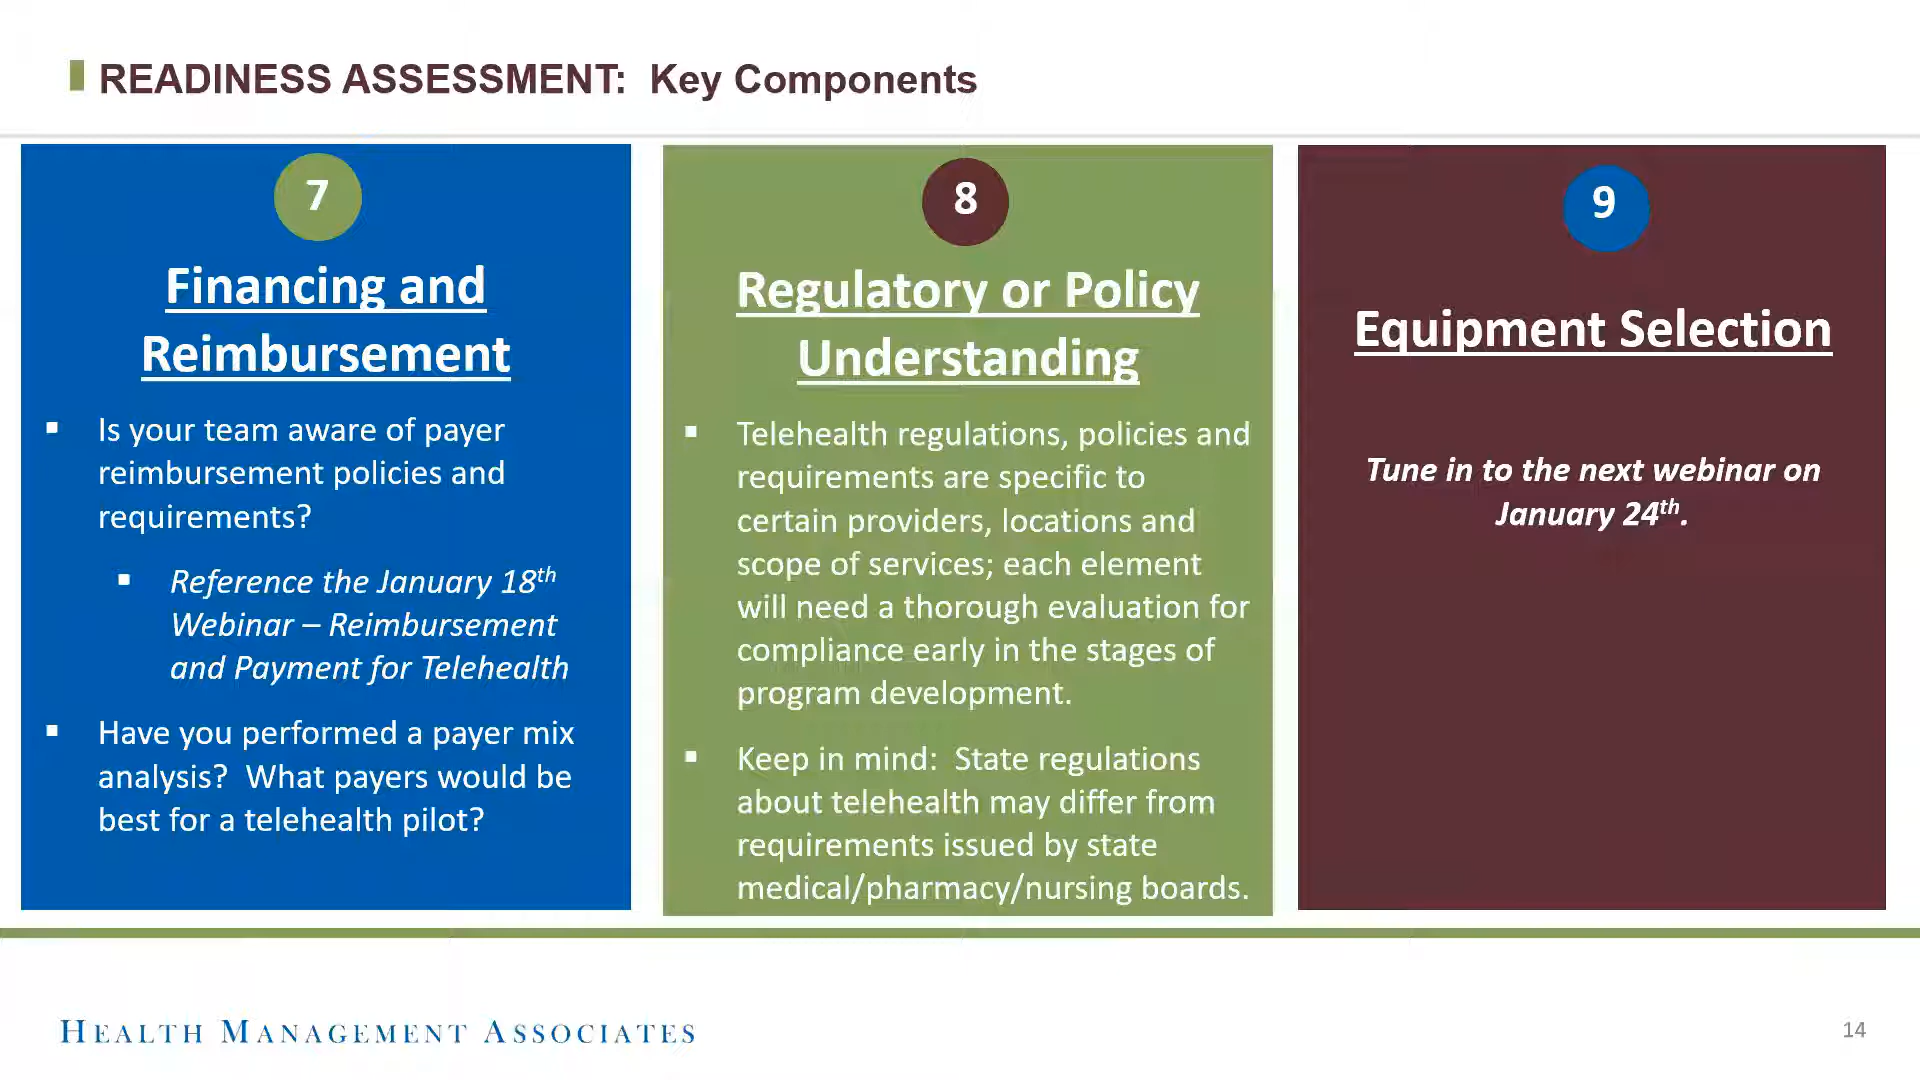 READINESS ASSESSMENT: Key Components
7
Financing and
Reimbursement
▪ Is your team aware of payer
reimbursement policies and
requirements?
▪ Reference the January 18th
Webinar – Reimbursement
and Payment for Telehealth
▪ Have you performed a payer mix
analysis? What payers would be
best for a telehealth pilot?
8
Regulatory or Policy
Understanding
▪ Telehealth regulations, policies and
requirements are specific to
certain providers, locations and
scope of services; each element
will need a thorough evaluation for
compliance early in the stages of
program development.
▪ Keep in mind: State regulations
about telehealth may differ from
requirements issued by state
medical/pharmacy/nursing boards.
9
Equipment Selection
Tune in to the next webinar on
January 24th.
HEALTH MANAGEMENT ASSOCIATES
14